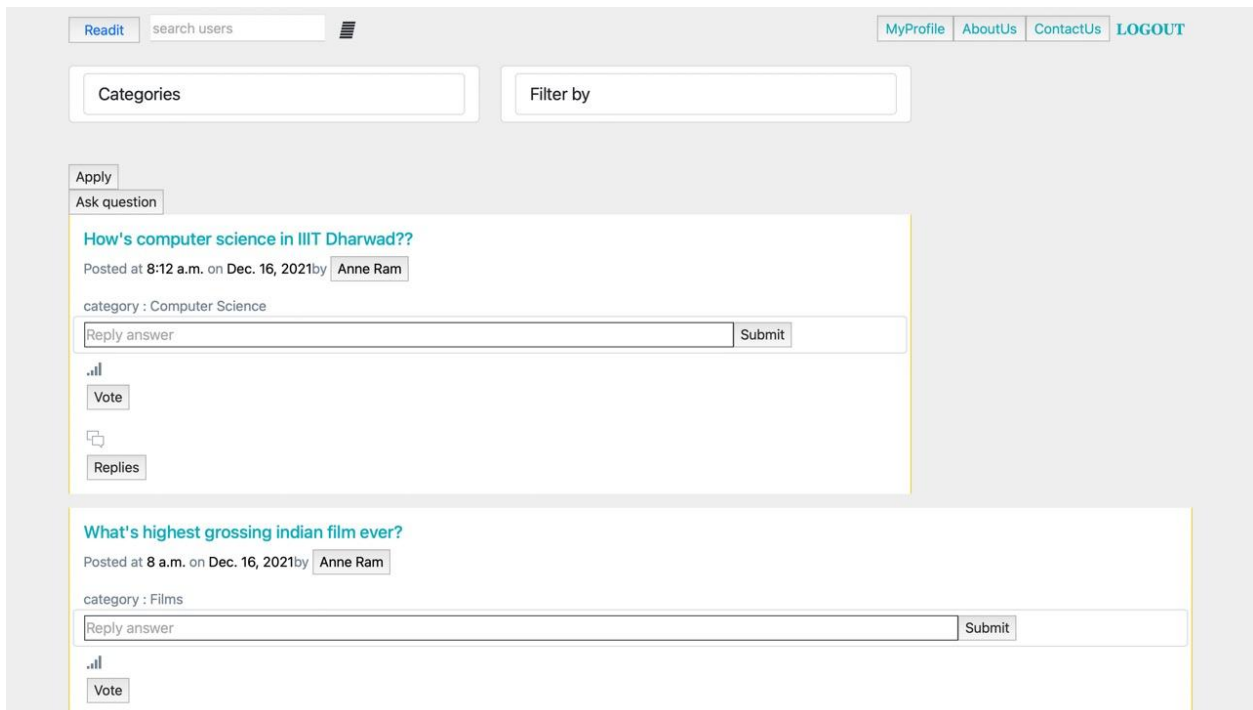 Readit search users MyProfile AboutUs ContactUs LOGOUT
Categories Filter by
Apply
Ask question
How's computer science in IIIT Dharwad??
Posted at 8:12 a.m. on Dec. 16, 2021by Anne Ram
category : Computer Science
Reply answer Submit
Vote
Replies
What's highest grossing indian film ever?
Posted at 8 a.m. on Dec. 16, 2021by Anne Ram
category : Films
Reply answer Submit
Vote